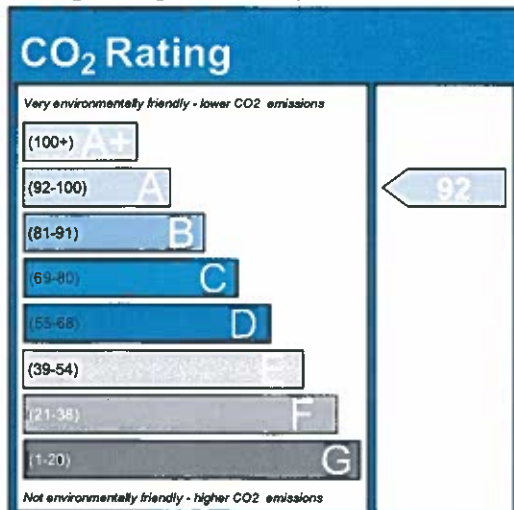 CO2 Rating
Very environmentally friendly - lower CO2 emissions
(100+) A+
(92-100) A
92
(81-91) B
(69-80) C
(55-68) D
(39-54) E
(21-38) F
(1-20) G
Not environmentally friendly - higher CO2 emissions